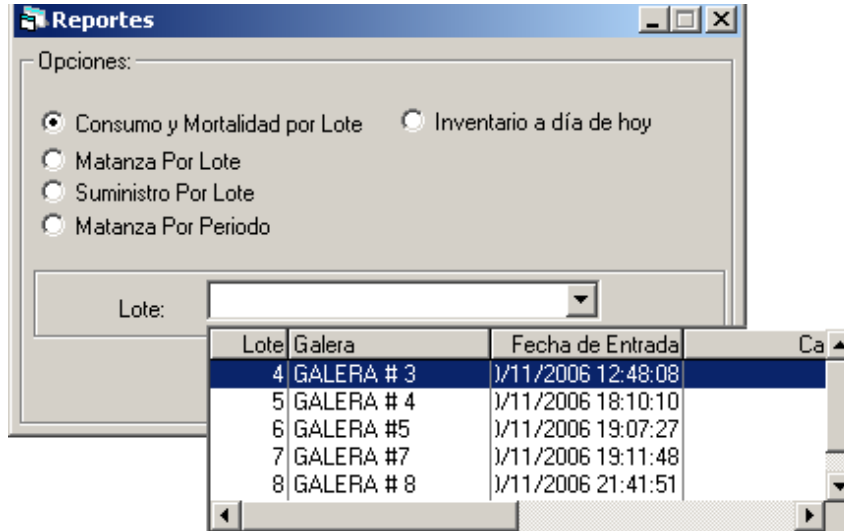 Reportes
Opciones:
Consumo y Mortalidad por Lote Inventario a día de hoy
Matanza Por Lote
Suministro Por Lote
Matanza Por Periodo
Lote:
Lote Galera Fecha de Entrada Ca
4 GALERA # 3 )/11/2006 12:48:08
5 GALERA # 4 )/11/2006 18:10:10
6 GALERA #5 )/11/2006 19:07:27
7 GALERA #7 )/11/2006 19:11:48
8 GALERA # 8 )/11/2006 21:41:51